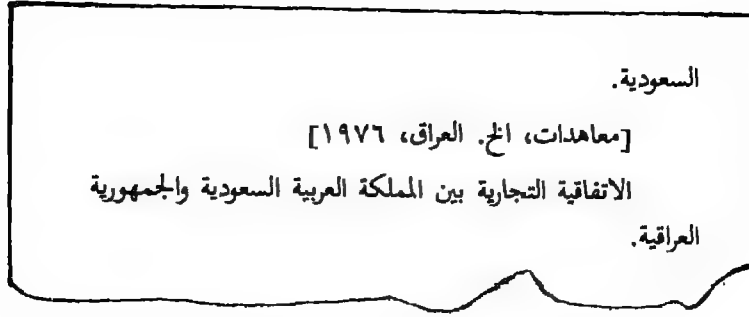 السعودية.
[معاهدات، الخ. العراق، ١٩٧٦]
الاتفاقية التجارية بين المملكة العربية السعودية والجمهورية
العراقية.